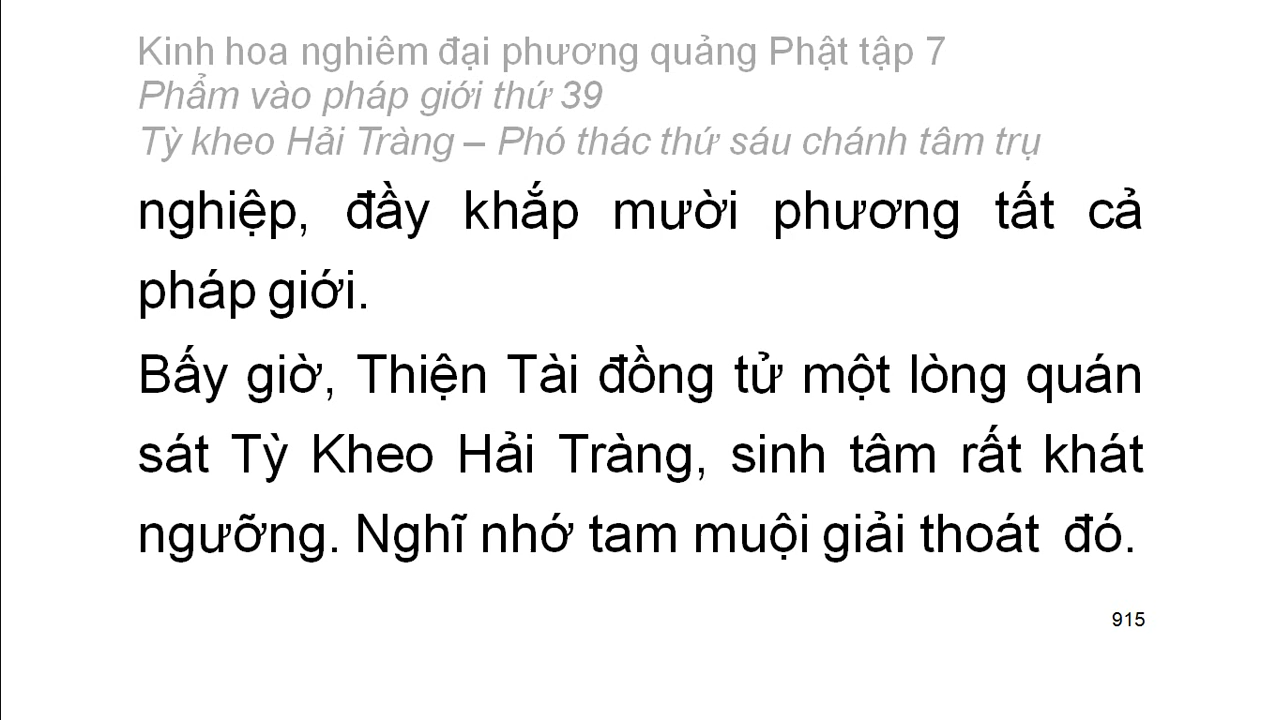 Kinh hoa nghiêm đại phương quảng Phật tập 7
Phẩm vào pháp giới thứ 39
Tỳ kheo Hải Tràng – Phó thác thứ sáu chánh tâm trụ
nghiệp, đầy khắp mười phương tất cả
pháp giới.
Bấy giờ, Thiện Tài đồng tử một lòng quán
sát Tỳ Kheo Hải Tràng, sinh tâm rất khát
ngưỡng. Nghĩ nhớ tam muội giải thoát đó.
915